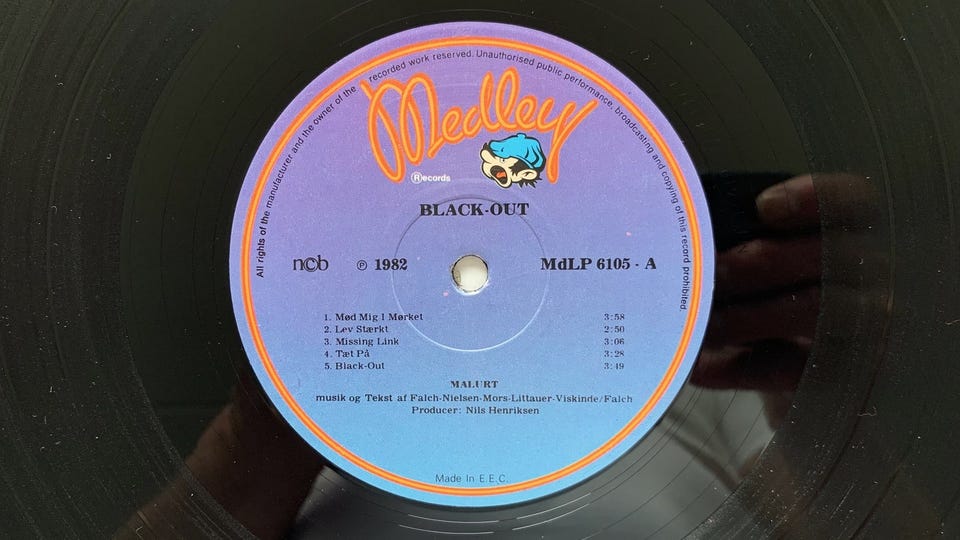 All rights of the manufacturer and the owner of the recorded work reserved. Unauthorised public performance, broadcasting and copying of this record prohibited
Medley
Records
BLACK-OUT
ncb ℗ 1982 MdLP 6105 - A
1. Mød Mig I Mørket 3:58
2. Lev Stærkt 2:50
3. Missing Link 3:06
4. Tæt På 3:28
5. Black-Out 3:49
MALURT
musik og Tekst af Falch-Nielsen-Mors-Littauer-Viskinde/Falch
Producer: Nils Henriksen
Made In E.E.C.